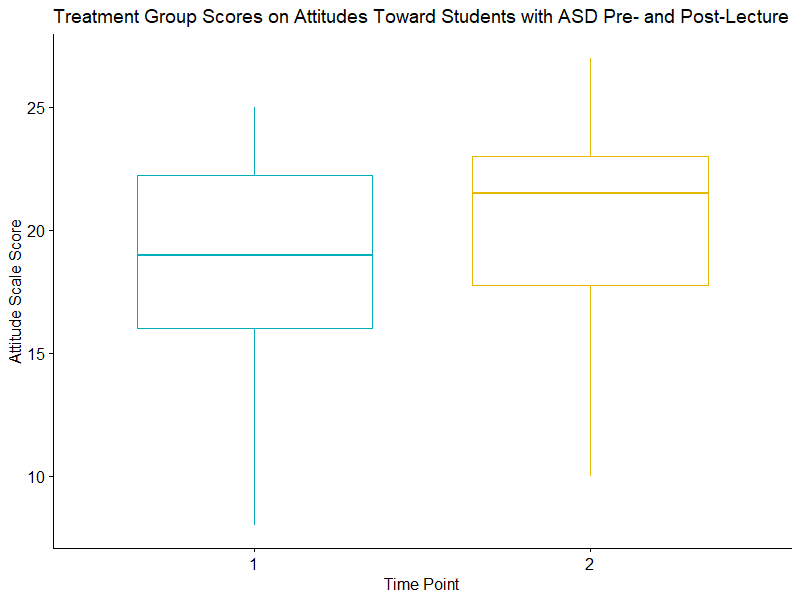 Treatment Group Scores on Attitudes Toward Students with ASD Pre- and Post-Lecture
Attitude Scale Score
25
20
15
10
1
2
Time Point